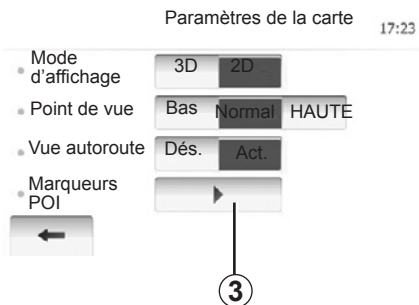 Paramètres de la carte
17:23
Mode
d’affichage
3D 2D
Point de vue
Bas Normal HAUTE
Vue autoroute
Dés. Act.
Marqueurs
POI
3